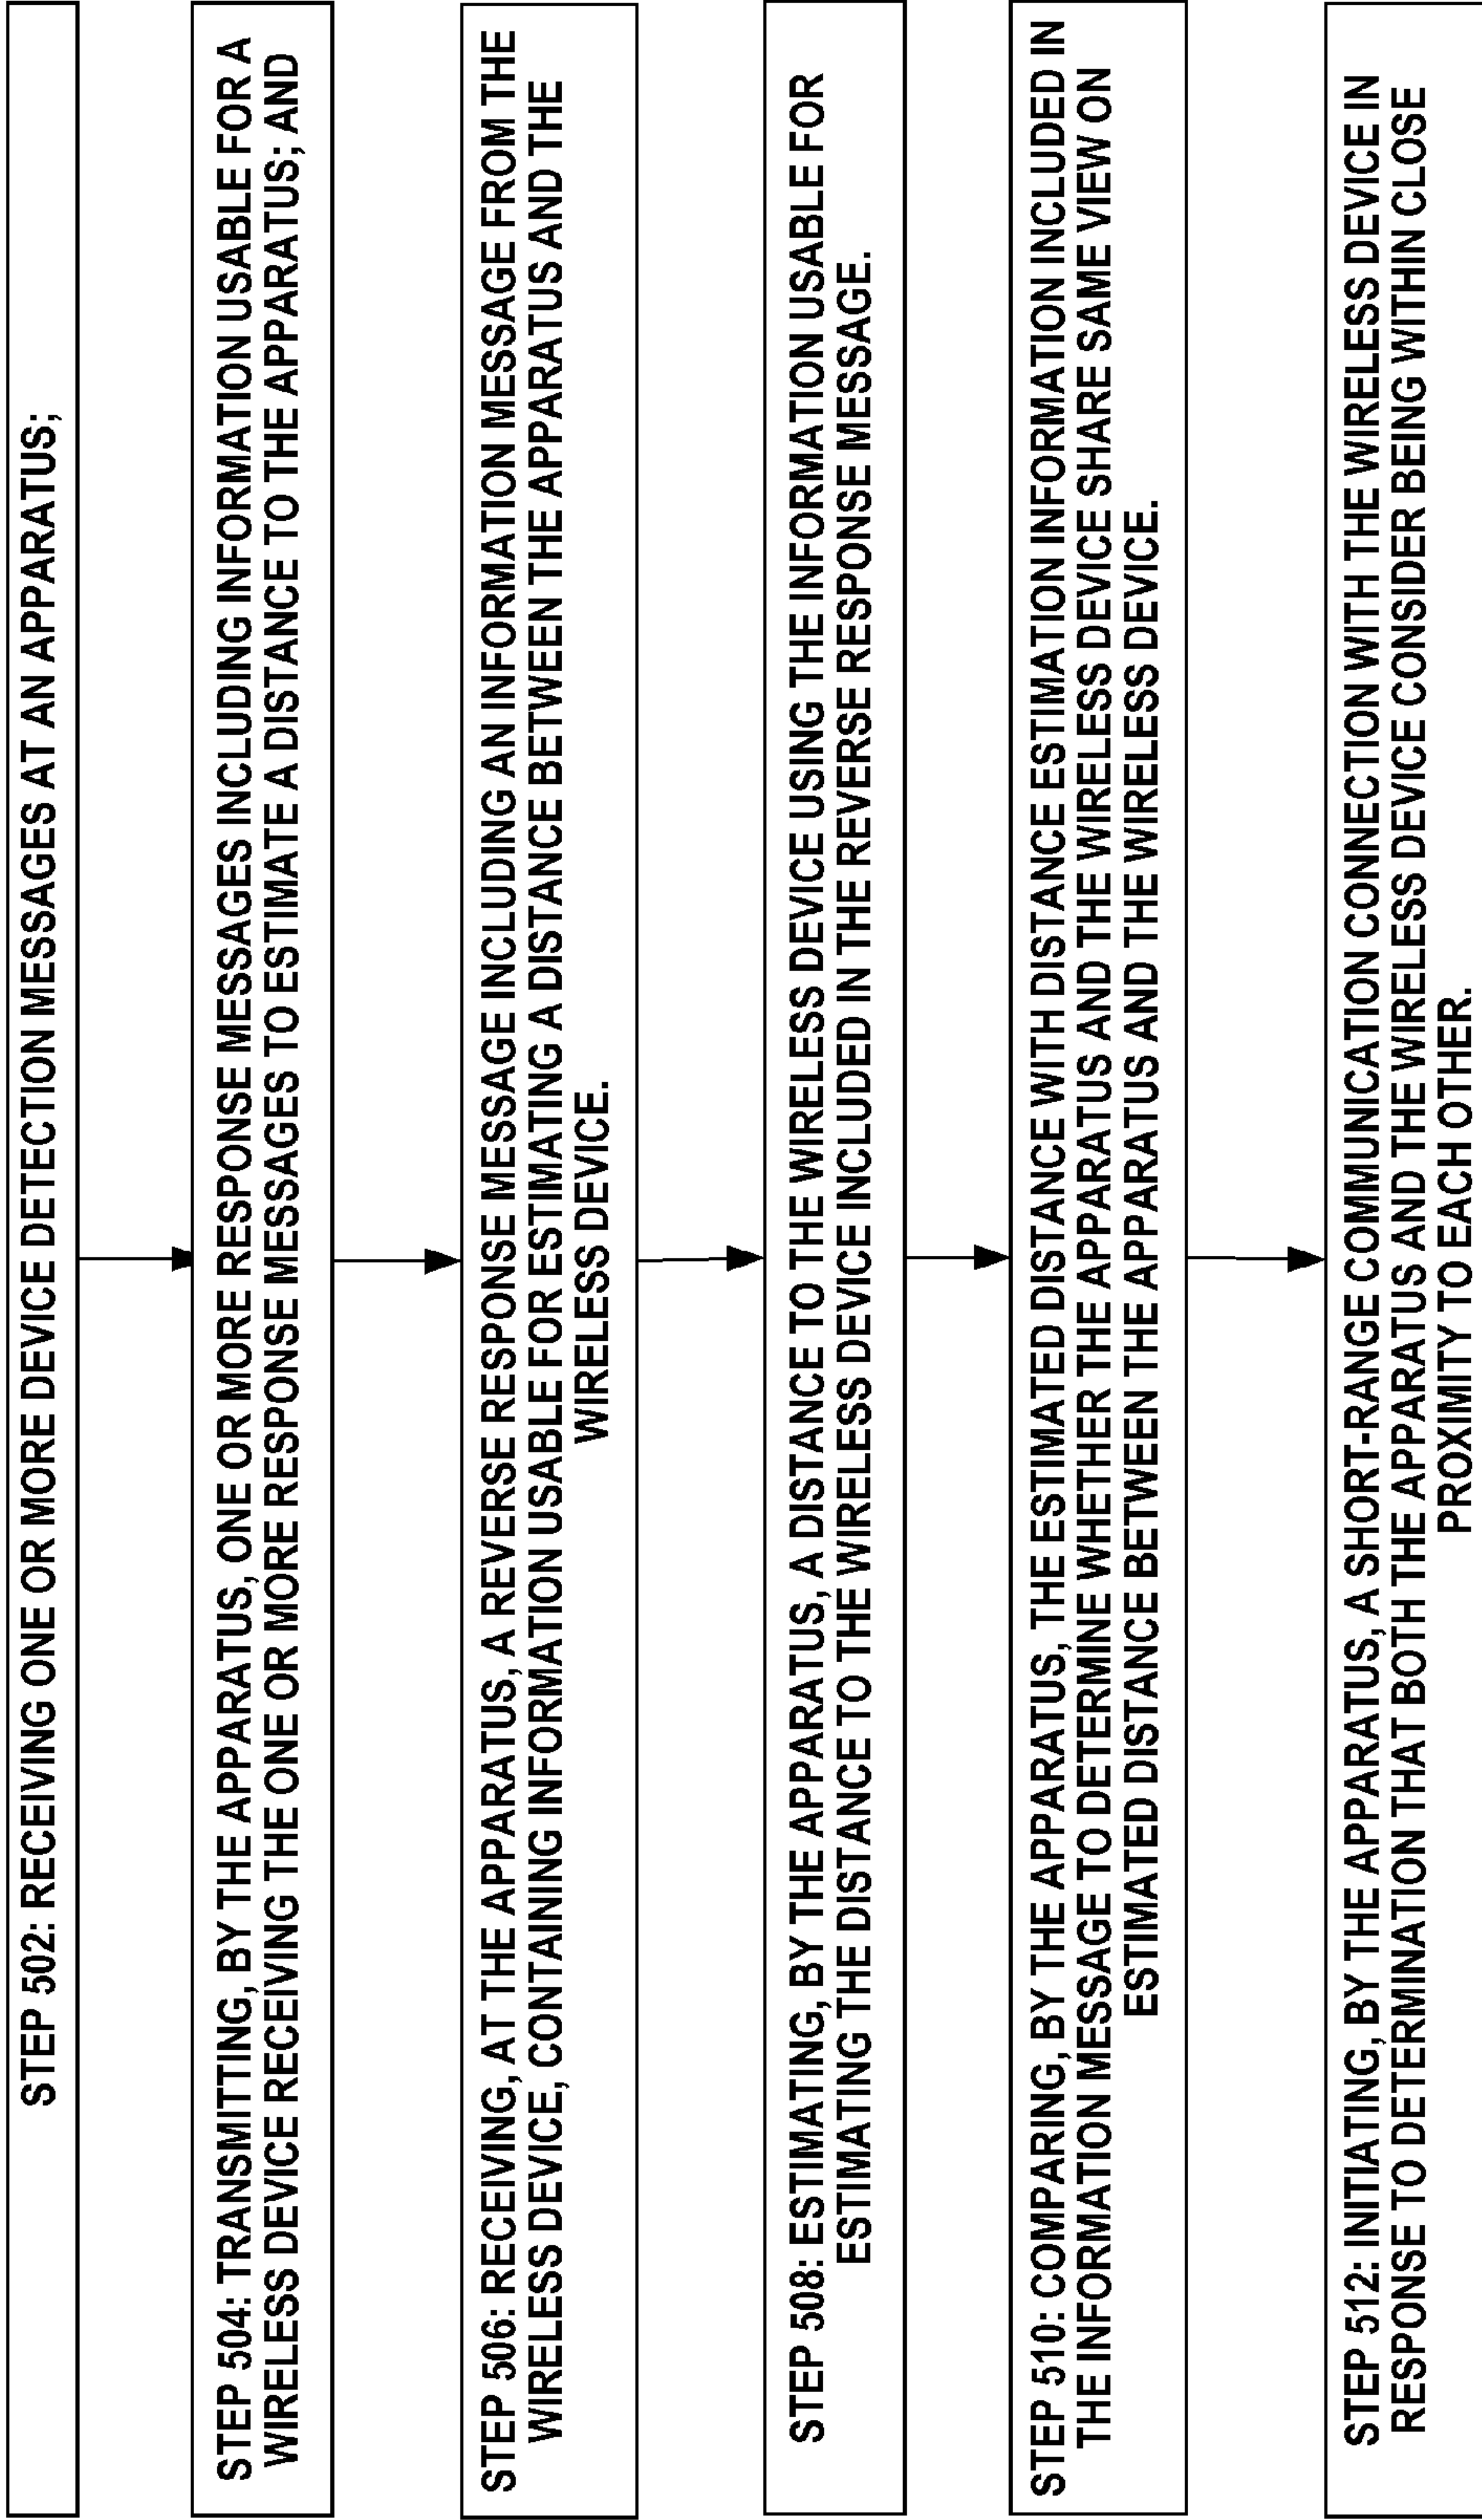 STEP 502: RECEIVING ONE OR MORE DEVICE DETECTION MESSAGES AT AN APPARATUS;
STEP 504: TRANSMITTING, BY THE APPARATUS, ONE OR MORE RESPONSE MESSAGES INCLUDING INFORMATION USABLE FOR A
WIRELESS DEVICE RECEIVING THE ONE OR MORE RESPONSE MESSAGES TO ESTIMATE A DISTANCE TO THE APPARATUS; AND
STEP 506: RECEIVING, AT THE APPARATUS, A REVERSE RESPONSE MESSAGE INCLUDING AN INFORMATION MESSAGE FROM THE
WIRELESS DEVICE, CONTAINING INFORMATION USABLE FOR ESTIMATING A DISTANCE BETWEEN THE APPARATUS AND THE
WIRELESS DEVICE.
STEP 508: ESTIMATING, BY THE APPARATUS, A DISTANCE TO THE WIRELESS DEVICE USING THE INFORMATION USABLE FOR
ESTIMATING THE DISTANCE TO THE WIRELESS DEVICE INCLUDED IN THE REVERSE RESPONSE MESSAGE.
STEP 510: COMPARING, BY THE APPARATUS, THE ESTIMATED DISTANCE WITH DISTANCE ESTIMATION INFORMATION INCLUDED IN
THE INFORMATION MESSAGE TO DETERMINE WHETHER THE APPARATUS AND THE WIRELESS DEVICE SHARE SAME VIEW ON
ESTIMATED DISTANCE BETWEEN THE APPARATUS AND THE WIRELESS DEVICE.
STEP 512: INITIATING, BY THE APPARATUS, A SHORT-RANGE COMMUNICATION CONNECTION WITH THE WIRELESS DEVICE IN
RESPONSE TO DETERMINATION THAT BOTH THE APPARATUS AND THE WIRELESS DEVICE CONSIDER BEING WITHIN CLOSE
PROXIMITY TO EACH OTHER.